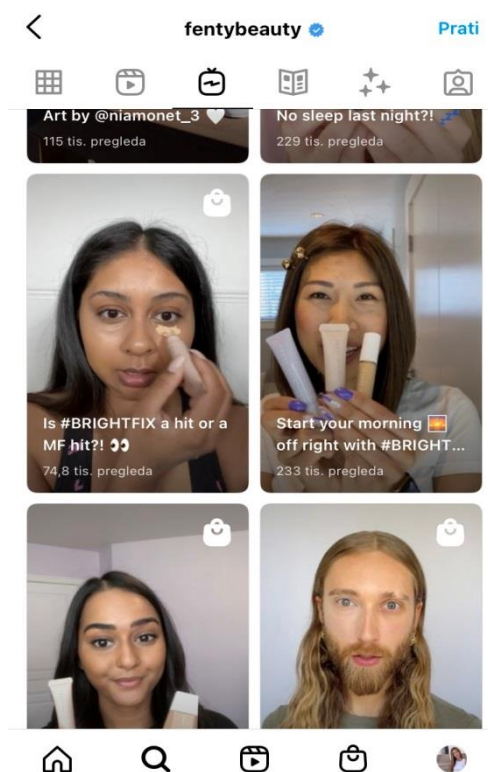 fentybeauty
Prati
Art by @niamonet_3 🤍
115 tis. pregleda
No sleep last night?! 💤
229 tis. pregleda
Is #BRIGHTFIX a hit or a
MF hit?! 👀
74,8 tis. pregleda
Start your morning 🌅
off right with #BRIGHT...
233 tis. pregleda